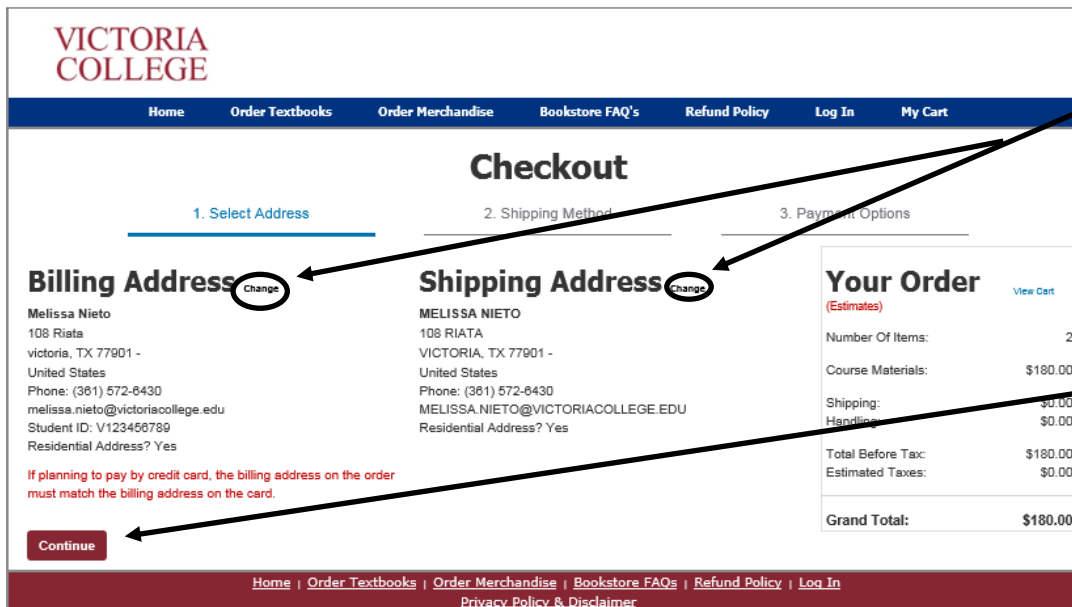 VICTORIA
COLLEGE
Home Order Textbooks Order Merchandise Bookstore FAQ's Refund Policy Log In My Cart
Checkout
1. Select Address 2. Shipping Method 3. Payment Options
Billing Address Change
Melissa Nieto
108 Riata
victoria, TX 77901 -
United States
Phone: (361) 572-6430
melissa.nieto@victoriacollege.edu
Student ID: V123456789
Residential Address? Yes
If planning to pay by credit card, the billing address on the order
must match the billing address on the card.
Continue
Shipping Address Change
MELISSA NIETO
108 RIATA
VICTORIA, TX 77901 -
United States
Phone: (361) 572-6430
MELISSA.NIETO@VICTORIACOLLEGE.EDU
Residential Address? Yes
Your Order View Cart
(Estimates)
Number Of Items: 2
Course Materials: $180.00
Shipping: $0.00
Handling: $0.00
Total Before Tax: $180.00
Estimated Taxes: $0.00
Grand Total: $180.00
Home | Order Textbooks | Order Merchandise | Bookstore FAQs | Refund Policy | Log In
Privacy Policy & Disclaimer